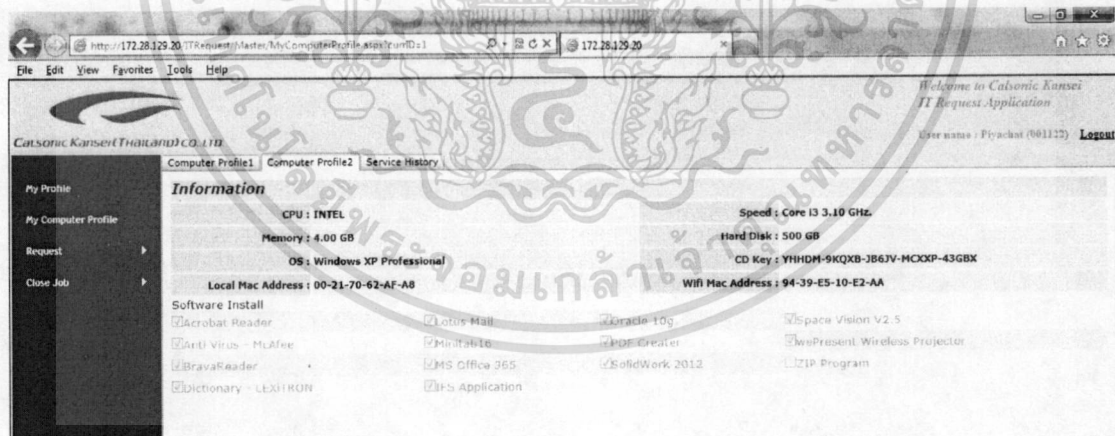 http://172.28.129.20/ITRequest/Master/MyComputerProfile.aspx?curnID=1
172.28.129.20
File Edit View Favorites Tools Help
Welcome to Calsonic Kansei
IT Request Application
Calsonic Kansei (Thailand) co.,ltd
User name : Piyachat (001122) Logout
Computer Profile1 Computer Profile2 Service History
My Profile
My Computer Profile
Request
Close Job
Information
CPU : INTEL Speed : Core i3 3.10 GHz.
Memory : 4.00 GB Hard Disk : 500 GB
OS : Windows XP Professional CD Key : YHHDM-9KQXB-JB6JV-MCXXP-43GBX
Local Mac Address : 00-21-70-62-AF-A8 Wifi Mac Address : 94-39-E5-10-E2-AA
Software Install
Acrobat Reader Lotus Mail Oracle 10g Space Vision V2.5
Anti Virus - McAfee Minitab16 PDF Creater wePresent Wireless Projector
BravaReader MS Office 365 SolidWork 2012 ZIP Program
Dictionary - LEXITRON IFS Application